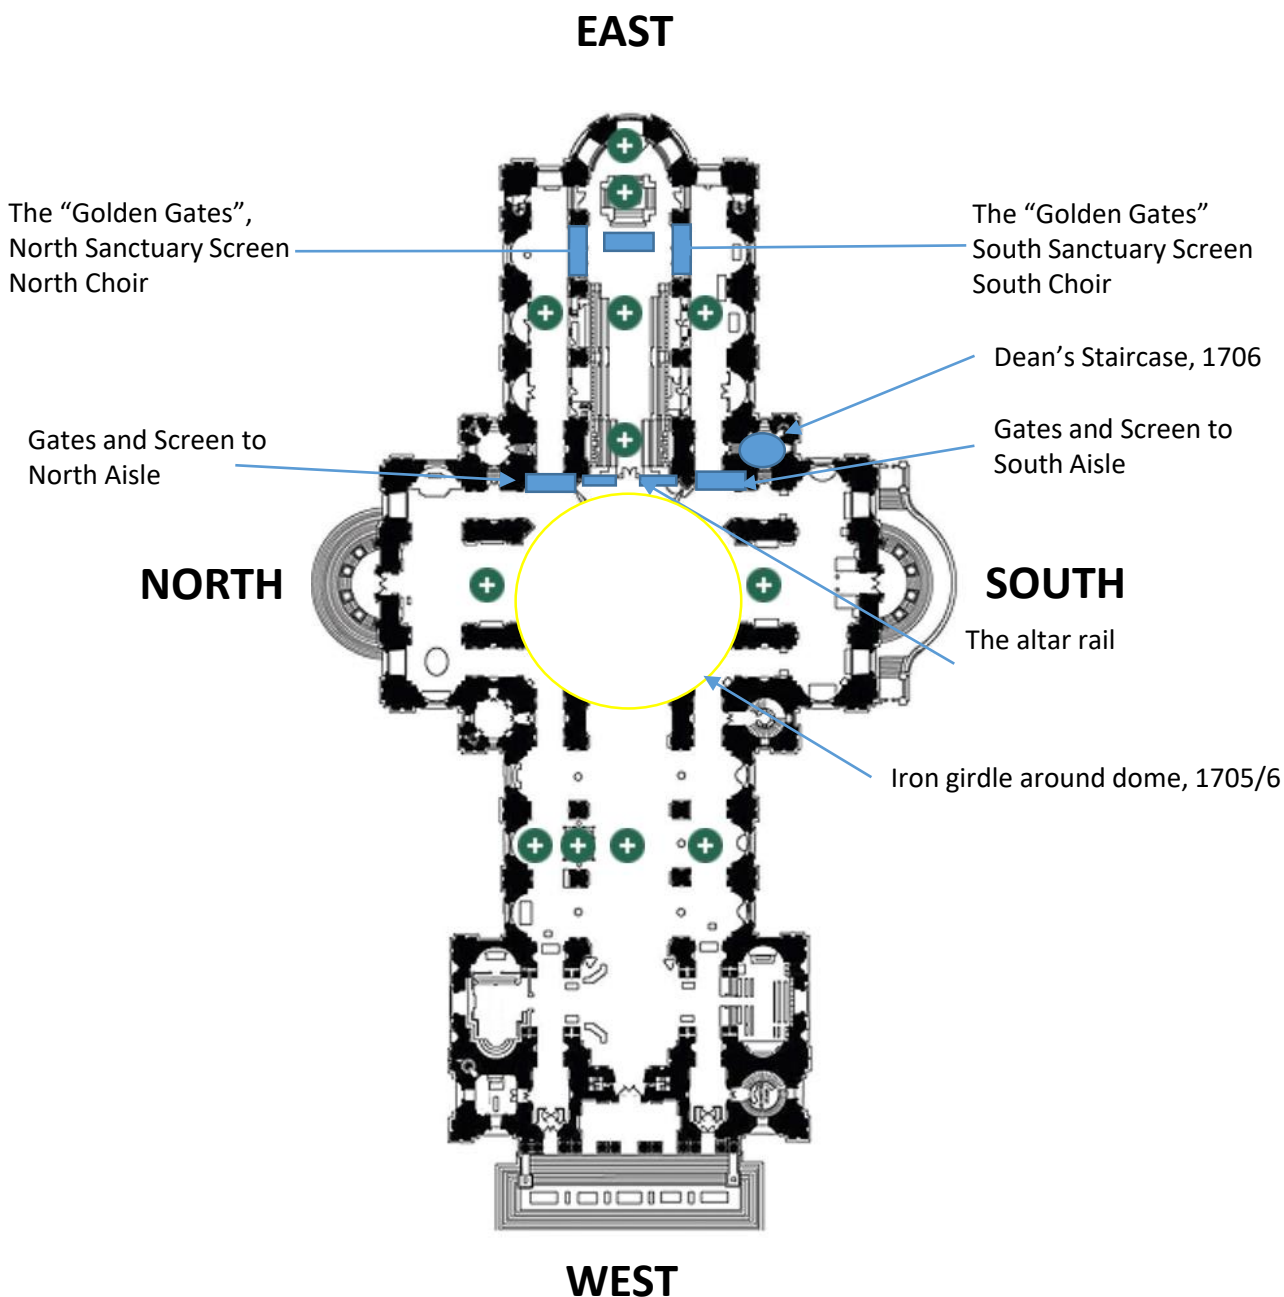 EAST
The “Golden Gates”,
North Sanctuary Screen
North Choir
The “Golden Gates”
South Sanctuary Screen
South Choir
Dean’s Staircase, 1706
Gates and Screen to
North Aisle
Gates and Screen to
South Aisle
NORTH
SOUTH
The altar rail
Iron girdle around dome, 1705/6
WEST